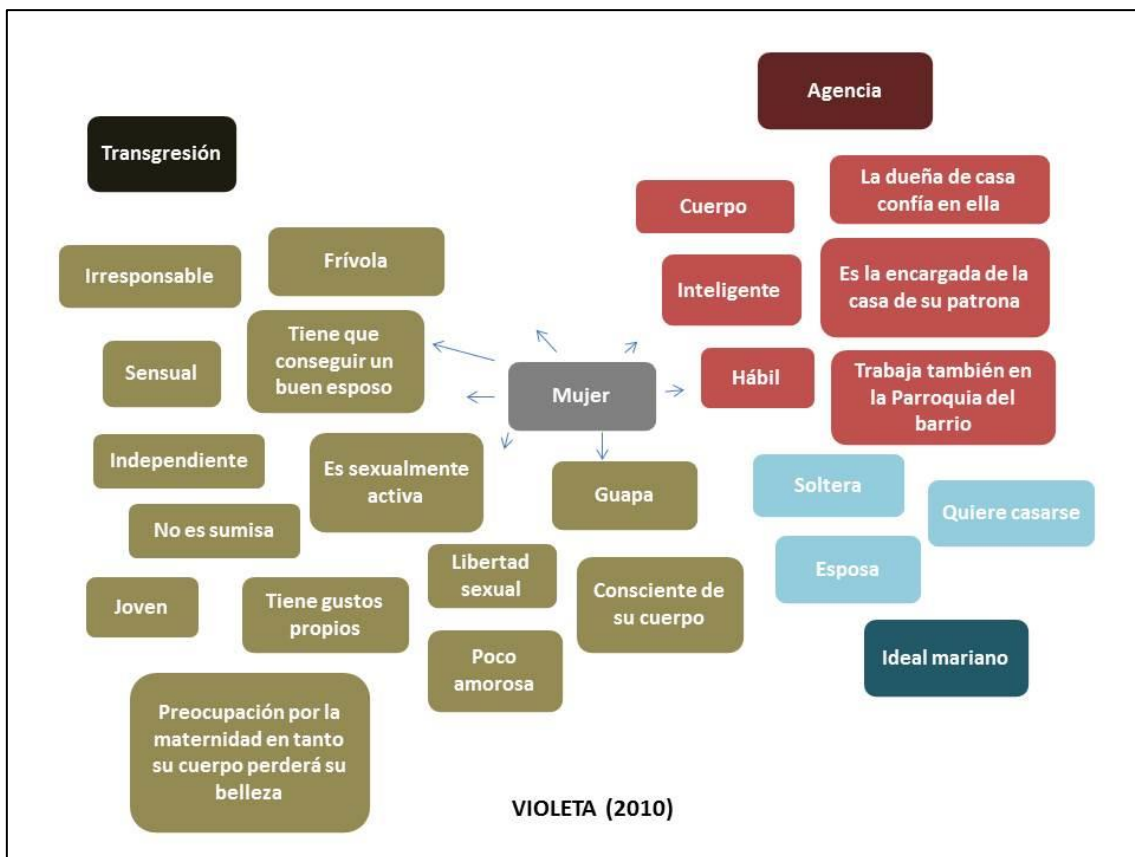 Agencia
Transgresión
La dueña de casa
confía en ella
Cuerpo
Frívola
Irresponsable
Inteligente
Es la encargada de la
casa de su patrona
Tiene que
conseguir un
buen esposo
Sensual
Mujer
Hábil
Trabaja también en
la Parroquia del
barrio
Independiente
Es sexualmente
activa
Guapa
Soltera
Quiere casarse
No es sumisa
Libertad
sexual
Esposa
Joven
Tiene gustos
propios
Consciente de
su cuerpo
Poco
amorosa
Ideal mariano
Preocupación por la
maternidad en tanto
su cuerpo perderá su
belleza
VIOLETA (2010)